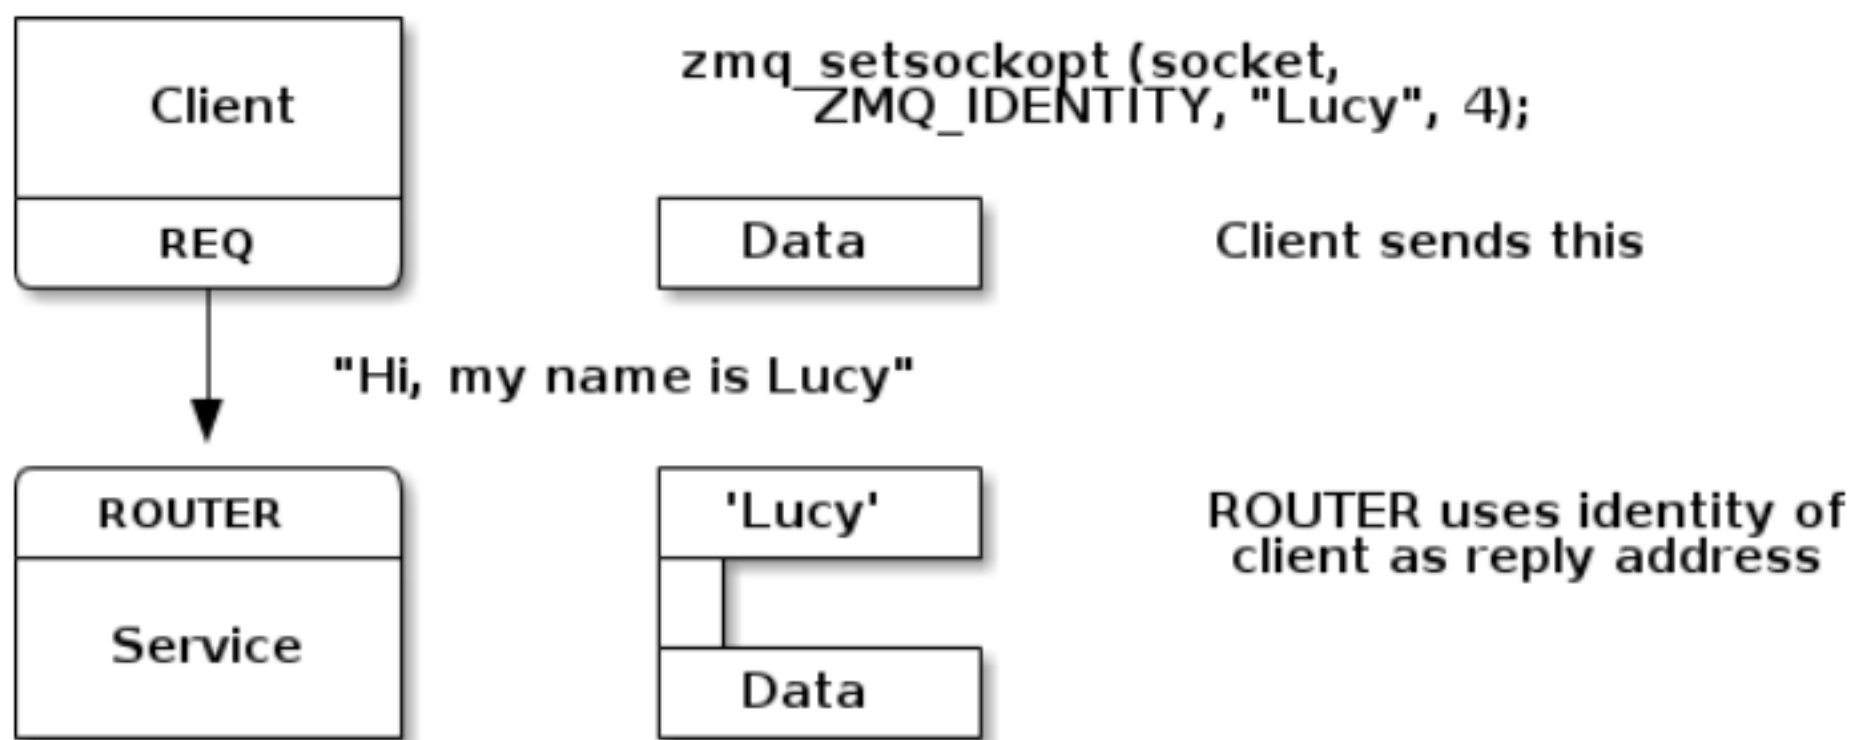 Client
zmq_setsockopt (socket,
ZMQ_IDENTITY, "Lucy", 4);
REQ
Data
Client sends this
"Hi, my name is Lucy"
ROUTER
'Lucy'
ROUTER uses identity of
client as reply address
Service
Data